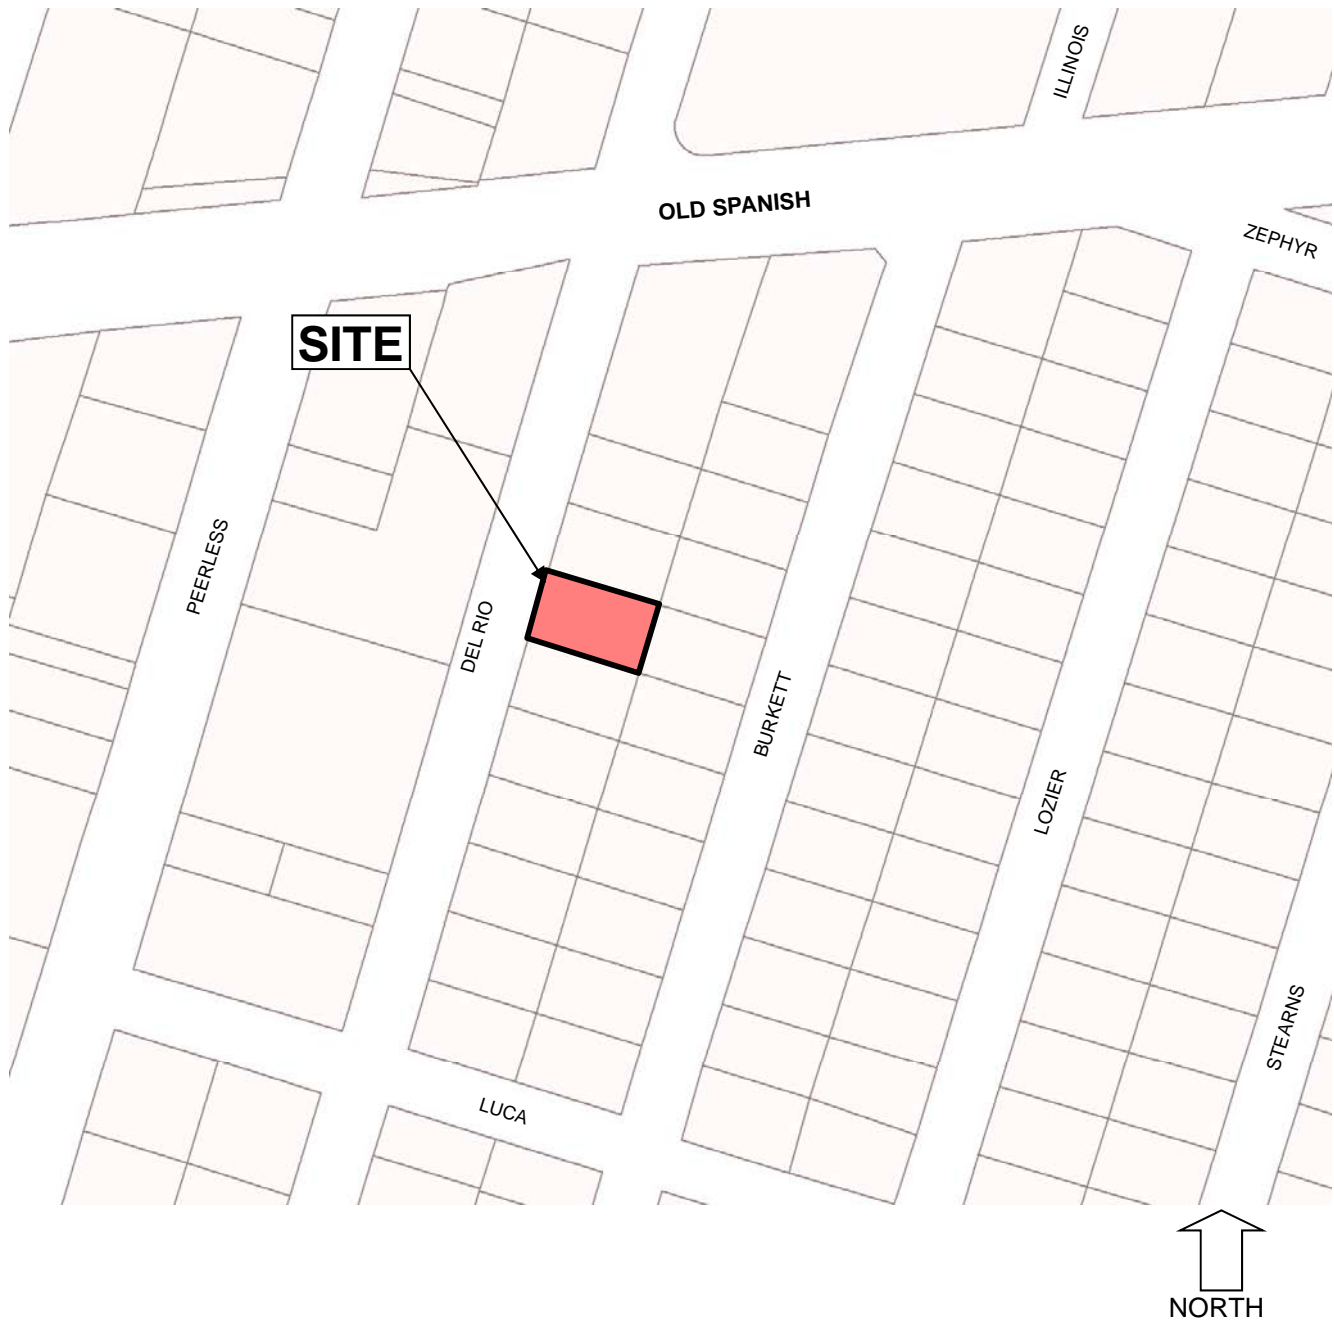 ILLINOIS
OLD SPANISH
ZEPHYR
SITE
PEERLESS
DEL RIO
BURKETT
LOZIER
STEARNS
LUCA
NORTH